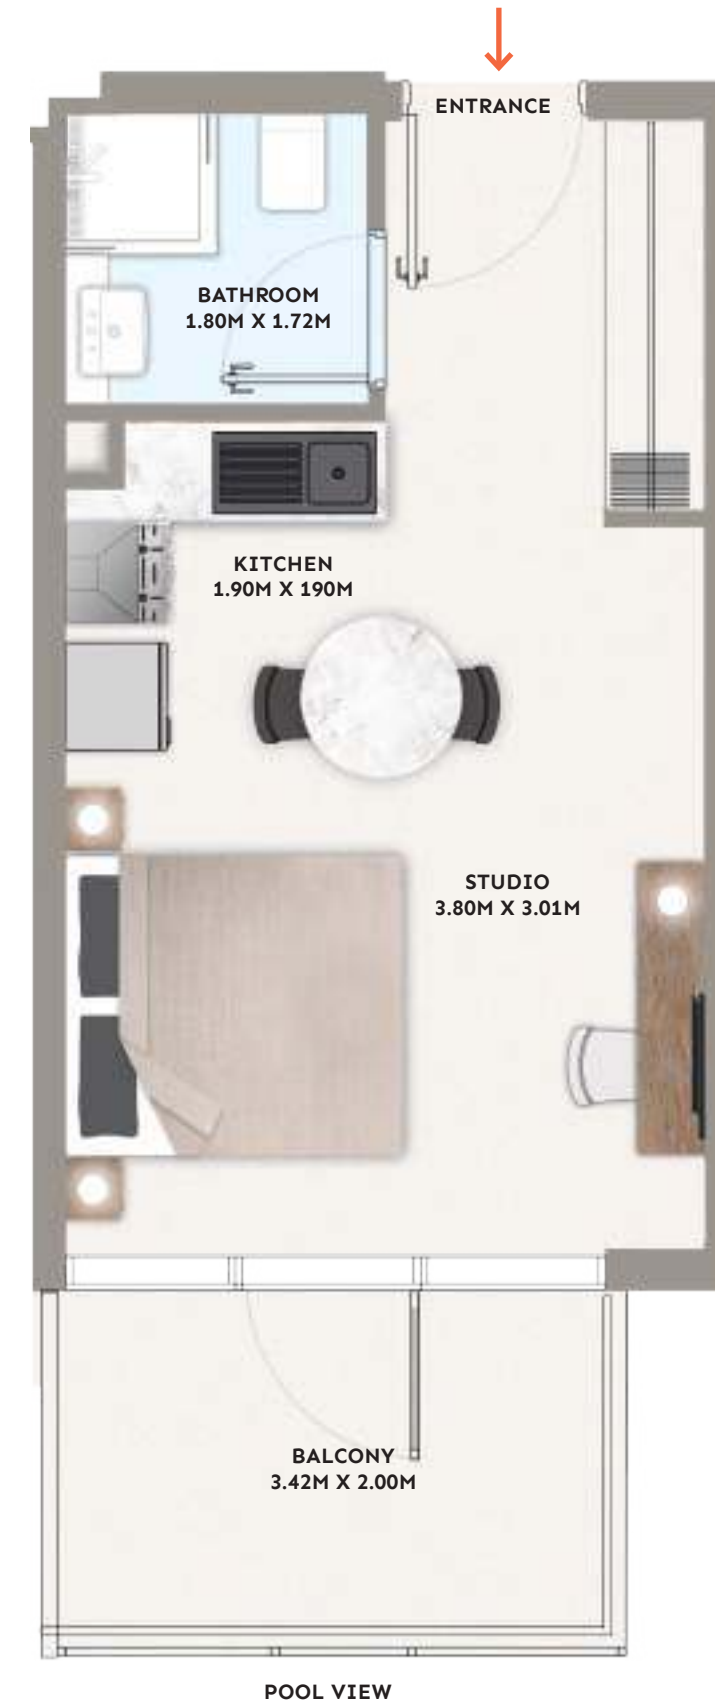 ENTRANCE
BATHROOM
1.80M X 1.72M
KITCHEN
1.90M X 190M
STUDIO
3.80M X 3.01M
BALCONY
3.42M X 2.00M
POOL VIEW